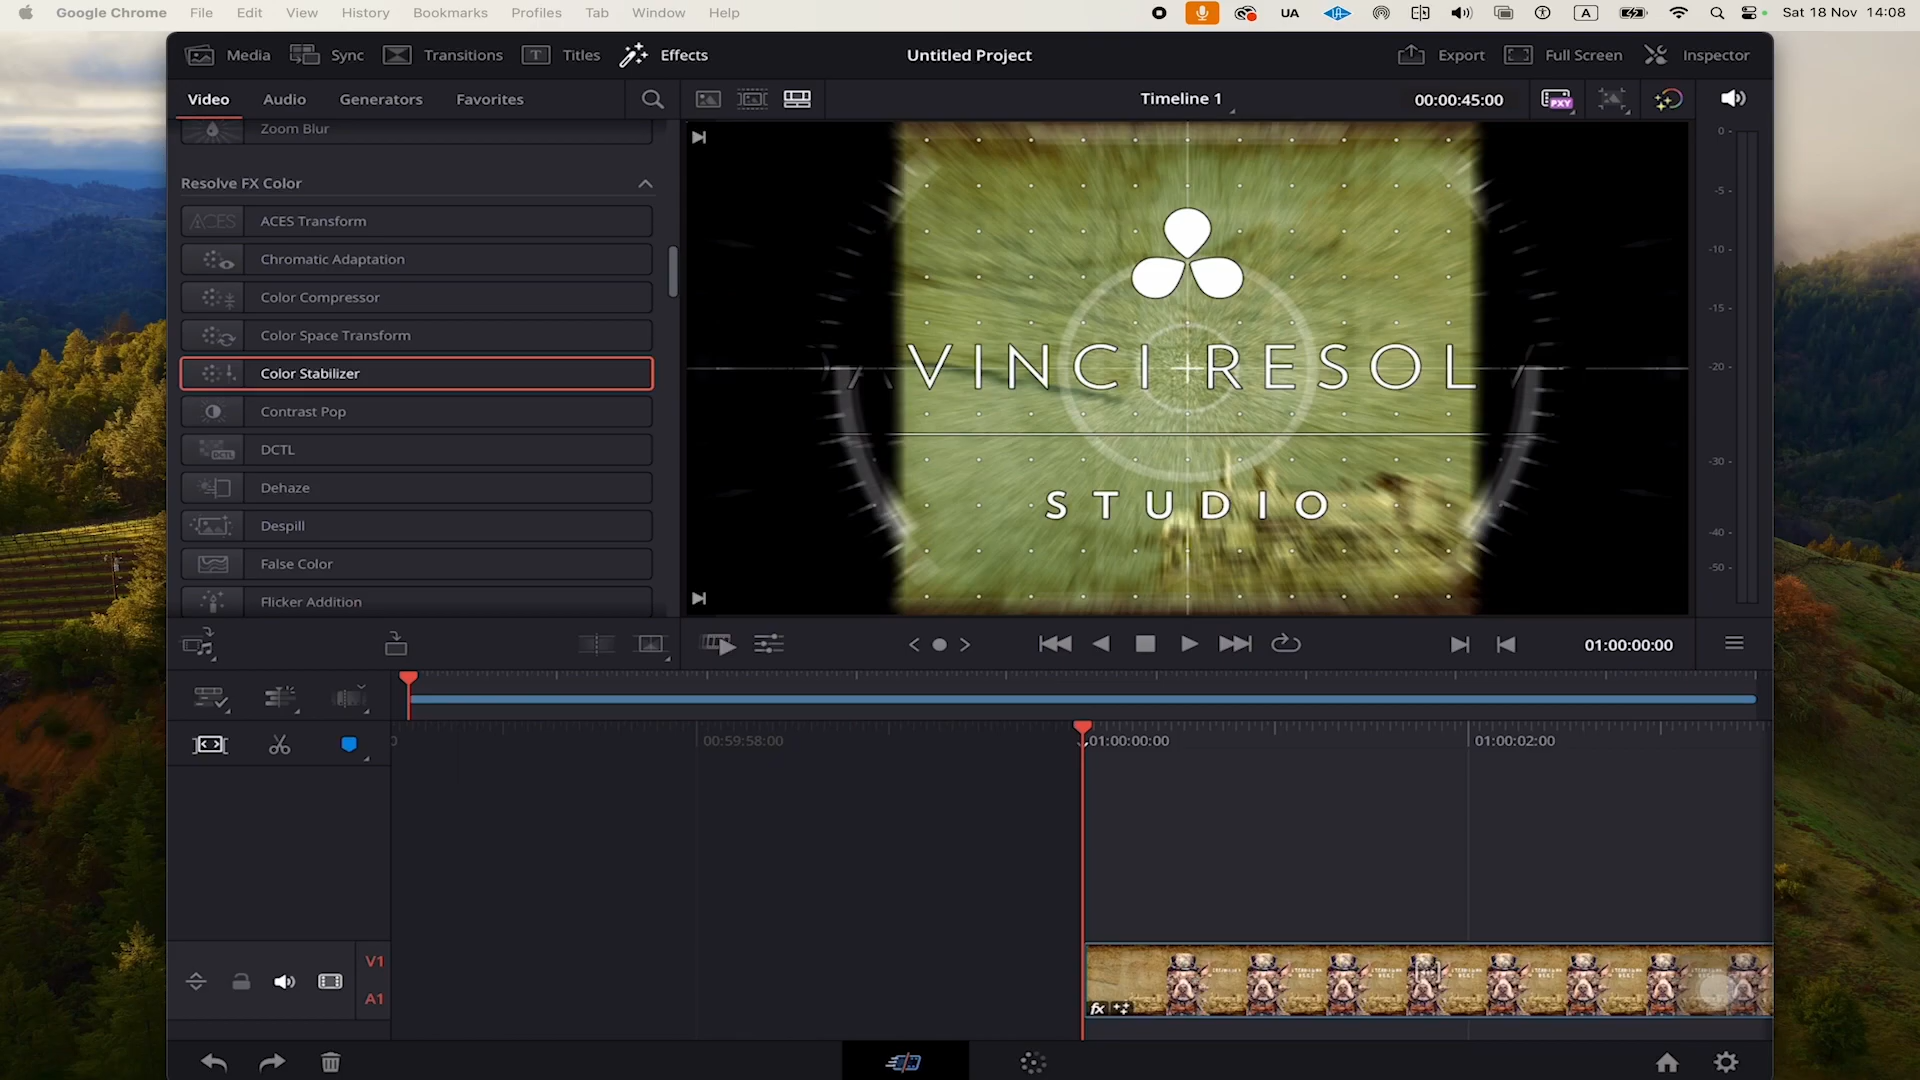 Google Chrome File Edit View History Bookmarks Profiles Tab Window Help UA A Sat 18 Nov 14:08
Media Sync Transitions T Titles Effects Untitled Project Export Full Screen Inspector
Video Audio Generators Favorites Timeline 1 00:00:45:00 PXY
Zoom Blur
Resolve FX Color
ACES ACES Transform
Chromatic Adaptation
Color Compressor
Color Space Transform
Color Stabilizer
Contrast Pop
DCTL DCTL
Dehaze
Despill
False Color
Flicker Addition
VINCI RESOL
STUDIO
0
-5
-10
-15
-20
-30
-40
-50
01:00:00:00
00:59:58:00 01:00:00:00 01:00:02:00
V1
A1
fx